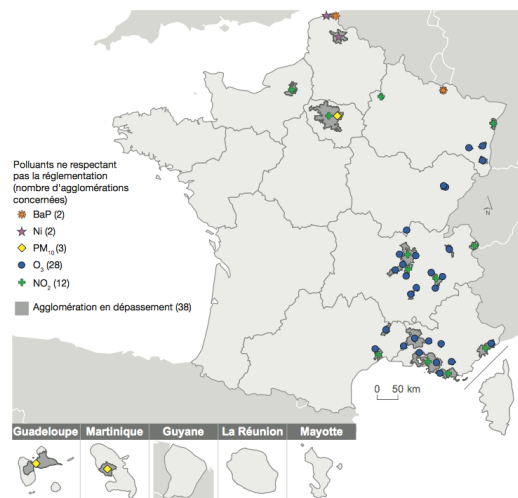 Polluants ne respectant
pas la réglementation
(nombre d'agglomérations
concernées)
BaP (2)
Ni (2)
PM10 (3)
O3 (28)
NO2 (12)
Agglomération en dépassement (38)
N
0 50 km
Guadeloupe Martinique Guyane La Réunion Mayotte